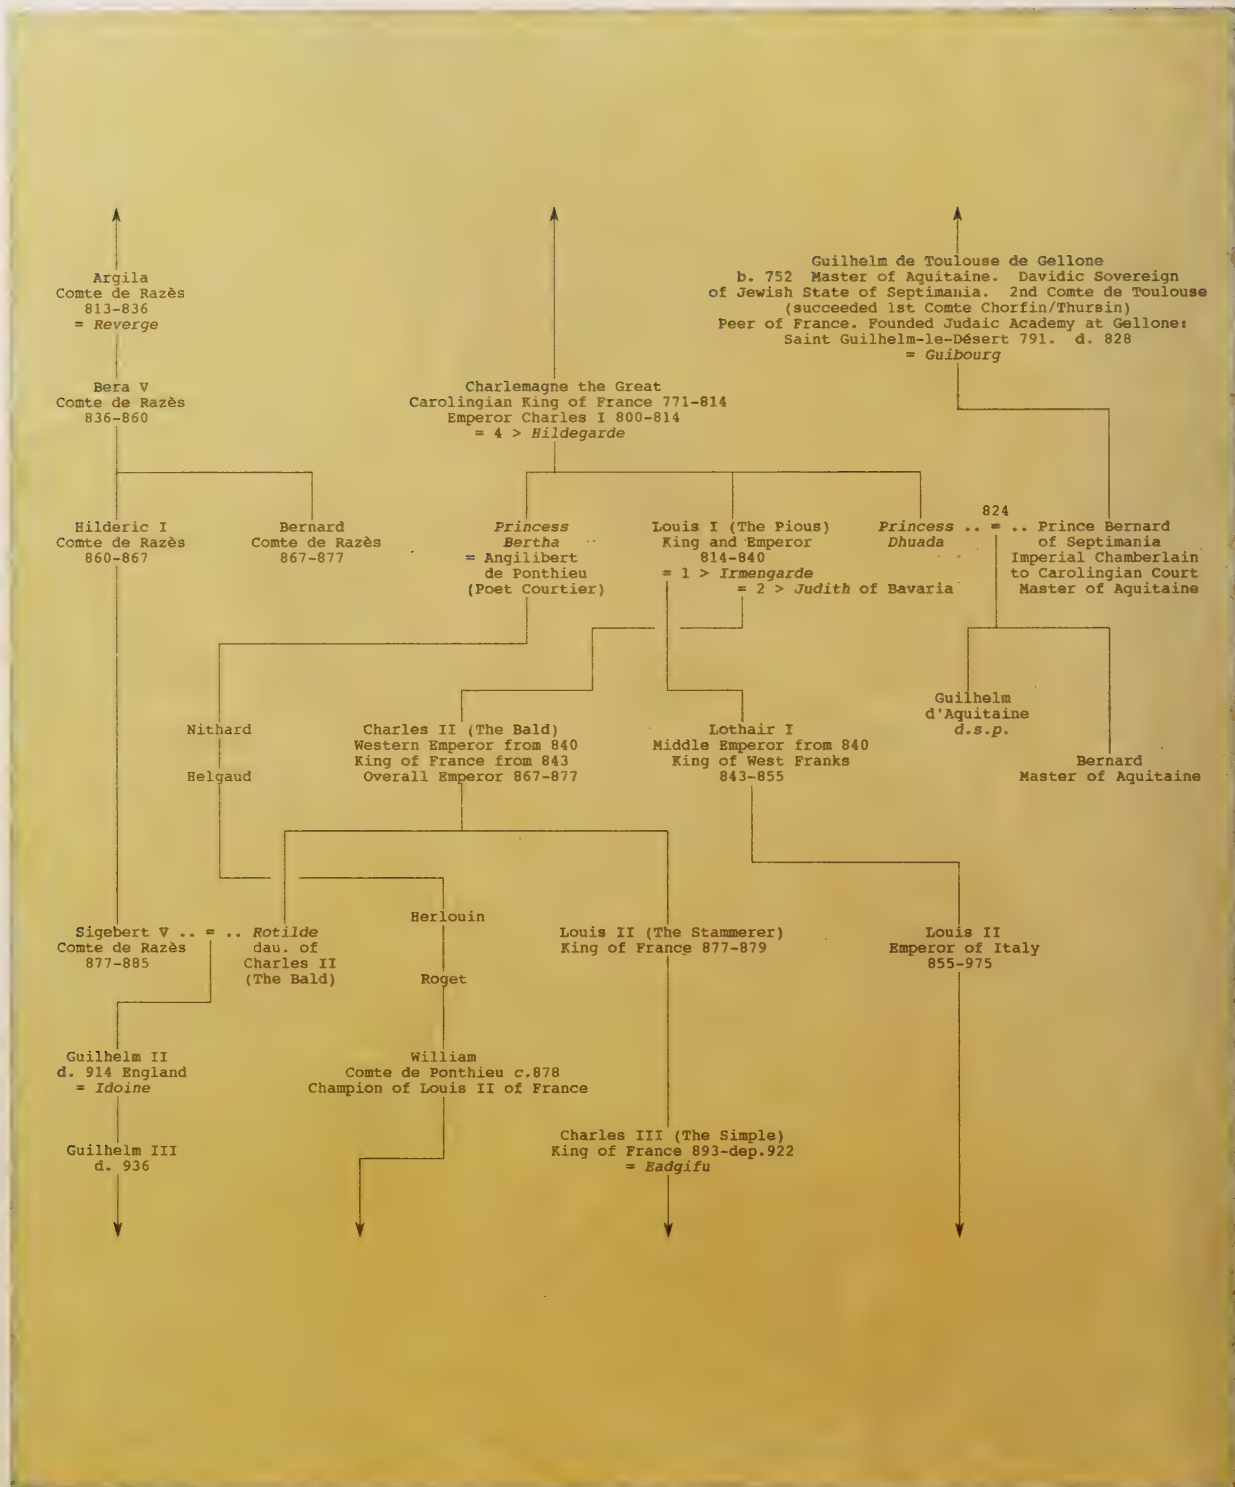 Argila
Comte de Razès
813-836
= Reverge
Bera V
Comte de Razès
836-860
Charlemagne the Great
Carolingian King of France 771-814
Emperor Charles I 800-814
= 4 > Hildegarde
Guilhelm de Toulouse de Gellone
b. 752 Master of Aquitaine. Davidic Sovereign
of Jewish State of Septimania. 2nd Comte de Toulouse
(succeeded 1st Comte Chorfin/Thursin)
Peer of France. Founded Judaic Academy at Gellone:
Saint Guilhelm-le-Désert 791. d. 828
= Guibourg
Hilderic I
Comte de Razès
860-867
Bernard
Comte de Razès
867-877
Princess
Bertha
= Angilibert
de Ponthieu
(Poet Courtier)
Louis I (The Pious)
King and Emperor
814-840
= 1 > Irmengarde
= 2 > Judith of Bavaria
Princess
Dhuada
824
.. = ..
Prince Bernard
of Septimania
Imperial Chamberlain
to Carolingian Court
Master of Aquitaine
Nithard
Helgaud
Charles II (The Bald)
Western Emperor from 840
King of France from 843
Overall Emperor 867-877
Lothair I
Middle Emperor from 840
King of West Franks
843-855
Guilhelm
d'Aquitaine
d.s.p.
Bernard
Master of Aquitaine
Sigebert V .. = .. Rotilde
Comte de Razès
877-885
dau. of
Charles II
(The Bald)
Herlouin
Roget
Louis II (The Stammerer)
King of France 877-879
Louis II
Emperor of Italy
855-975
Guilhelm II
d. 914 England
= Idoine
William
Comte de Ponthieu c.878
Champion of Louis II of France
Guilhelm III
d. 936
Charles III (The Simple)
King of France 893-dep.922
= Eadgifu